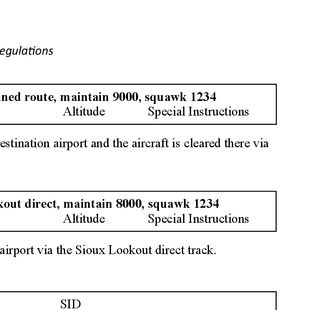 egulations
ned route, maintain 9000, squawk 1234
Altitude Special Instructions
estination airport and the aircraft is cleared there via
kout direct, maintain 8000, squawk 1234
Altitude Special Instructions
airport via the Sioux Lookout direct track.
SID